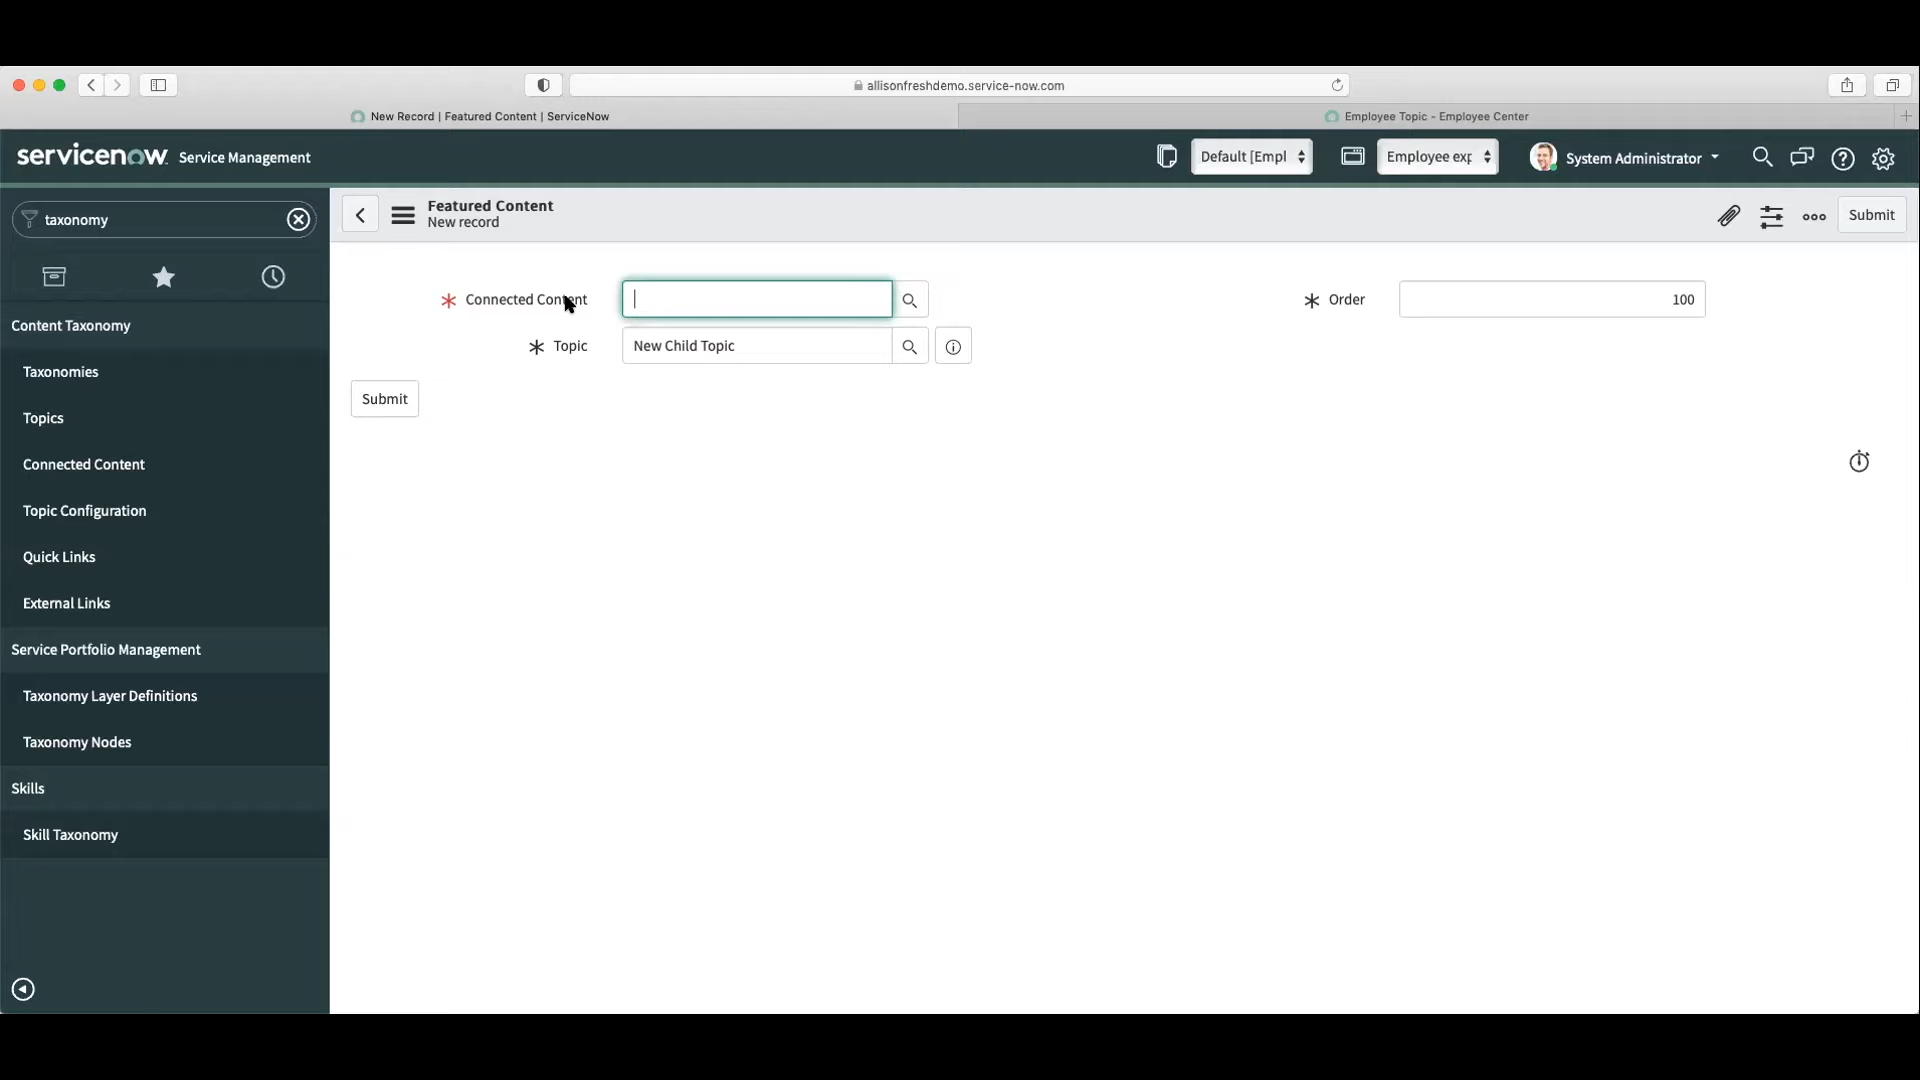 allisonfreshdemo.service-now.com
New Record | Featured Content | ServiceNow
Employee Topic - Employee Center
servicenow. Service Management
Default [Empl
Employee exp
System Administrator
taxonomy
Featured Content
New record
Submit
Content Taxonomy
Taxonomies
Topics
Connected Content
Topic Configuration
Quick Links
External Links
Service Portfolio Management
Taxonomy Layer Definitions
Taxonomy Nodes
Skills
Skill Taxonomy
Connected Content
Order 100
Topic New Child Topic
Submit